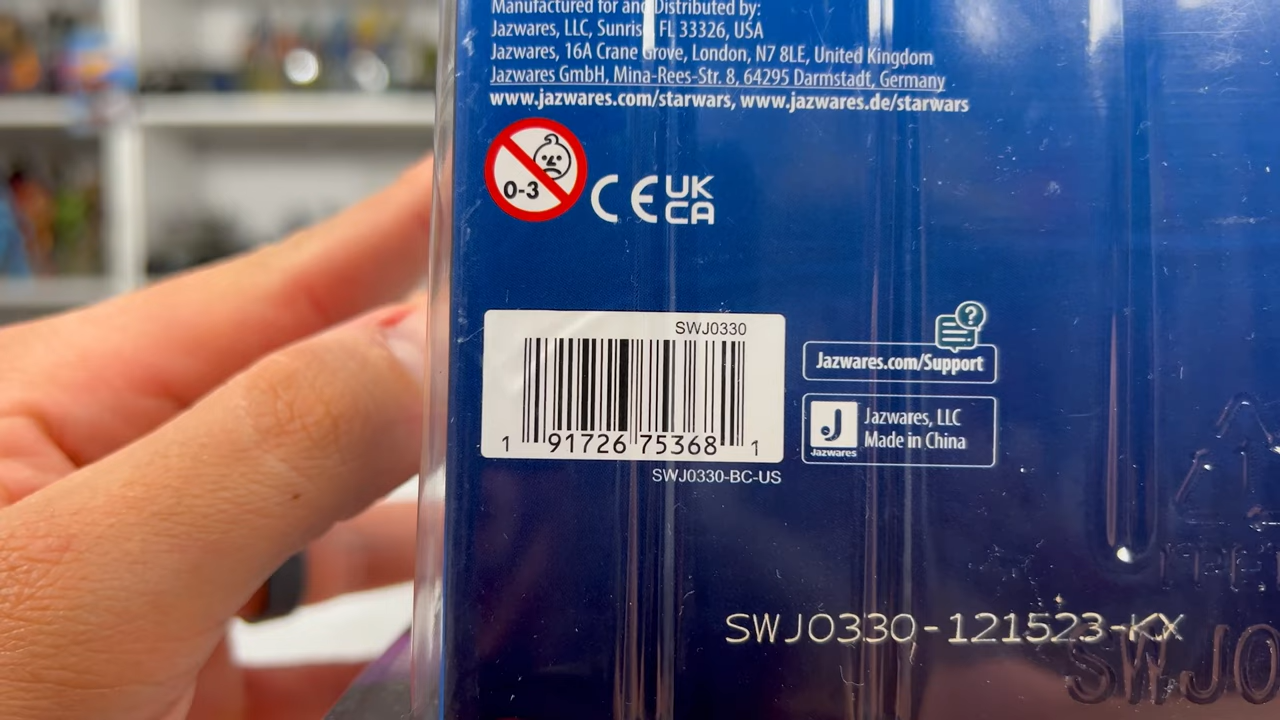 Manufactured for and Distributed by:
Jazwares, LLC, Sunrise, FL 33326, USA
Jazwares, 16A Crane Grove, London, N7 8LE, United Kingdom
Jazwares GmbH, Mina-Rees-Str. 8, 64295 Darmstadt, Germany
www.jazwares.com/starwars, www.jazwares.de/starwars
0-3
CE
UK
CA
SWJ0330
1 91726 75368 1
SWJ0330-BC-US
?
Jazwares.com/Support
J
Jazwares
Jazwares, LLC
Made in China
SWJ0330-121523-KX
SWJ0